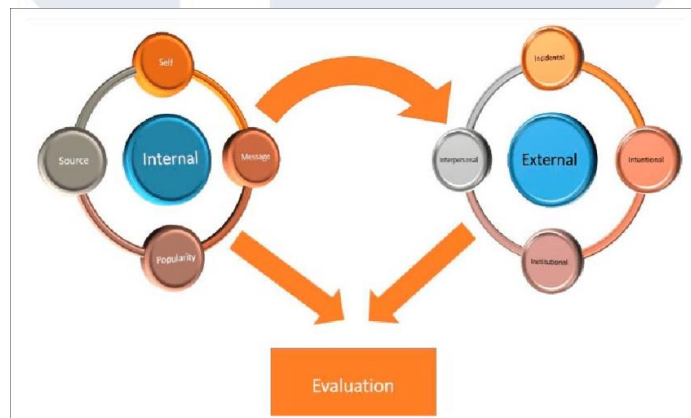 Self
Source
Internal
Message
Popularity
Incidental
Interpersonal
External
Intentional
Institutional
Evaluation